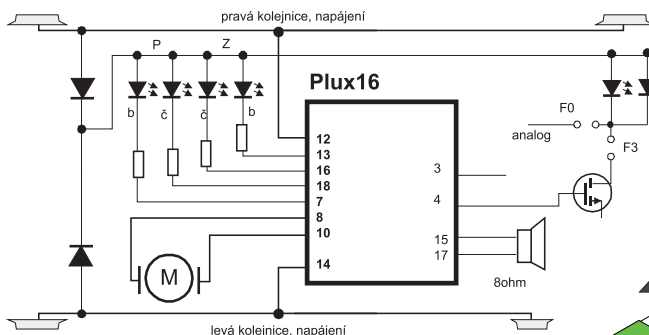 pravá kolejnice, napájení
P Z
Plux16
b č č b
F0
analog
F3
12
13
16
18
7
8
10
14
3
4
15
17
M
8ohm
levá kolejnice, napájení